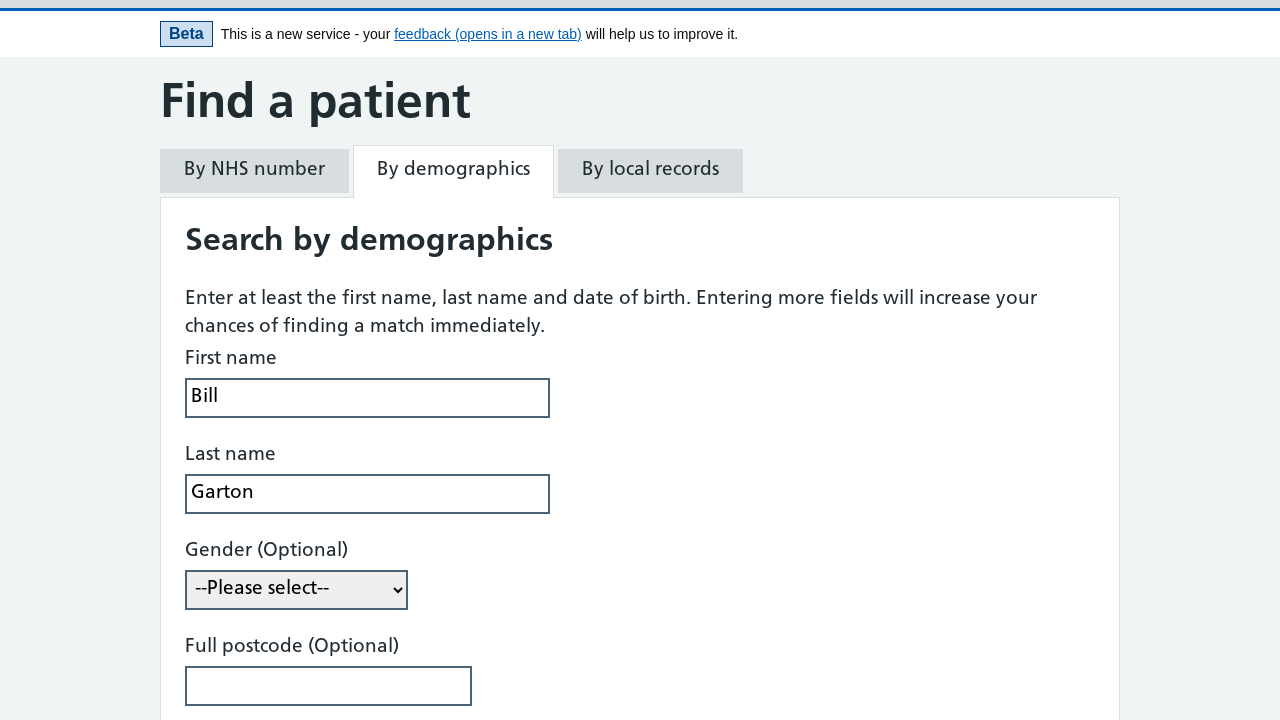 Beta This is a new service - your feedback (opens in a new tab) will help us to improve it.
Find a patient
By NHS number By demographics By local records
Search by demographics
Enter at least the first name, last name and date of birth. Entering more fields will increase your
chances of finding a match immediately.
First name
Bill
Last name
Garton
Gender (Optional)
--Please select--
Full postcode (Optional)